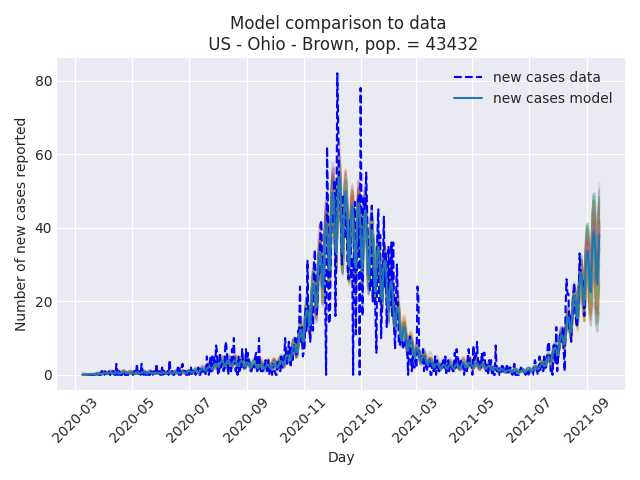 Model comparison to data
US - Ohio - Brown, pop. = 43432
new cases data
new cases model
Number of new cases reported
80
60
40
20
0
2020-03
2020-05
2020-07
2020-09
2020-11
2021-01
2021-03
2021-05
2021-07
2021-09
Day